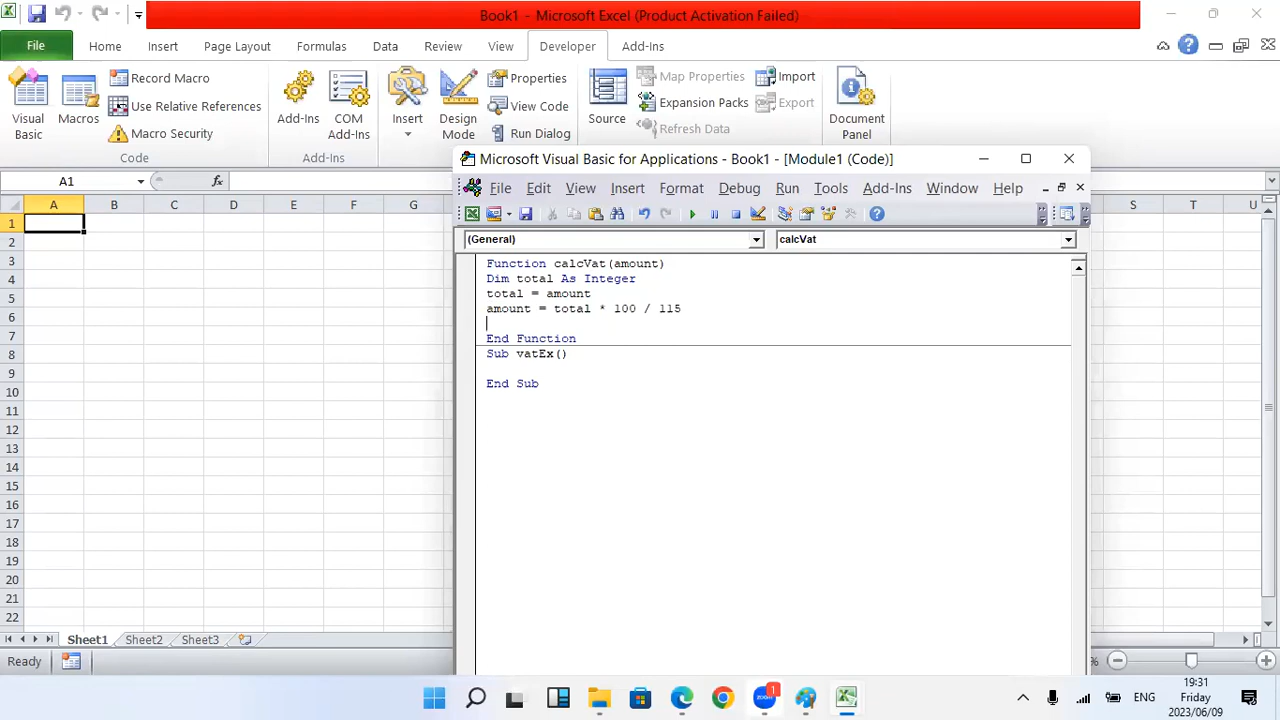 Book1 - Microsoft Excel (Product Activation Failed)
File Home Insert Page Layout Formulas Data Review View Developer Add-Ins
Visual Basic
Macros
Record Macro
Use Relative References
Macro Security
Code
Add-Ins
COM Add-Ins
Add-Ins
Insert
Design Mode
Properties
View Code
Run Dialog
Source
Map Properties
Expansion Packs
Refresh Data
Import
Export
Document Panel
A1 fx
A B C D E F G S T U
1
2
3
4
5
6
7
8
9
10
11
12
13
14
15
16
17
18
19
20
21
22
Microsoft Visual Basic for Applications - Book1 - [Module1 (Code)]
File Edit View Insert Format Debug Run Tools Add-Ins Window Help
(General) calcVat
Function calcVat(amount)
Dim total As Integer
total = amount
amount = total * 100 / 115
End Function
Sub vatEx()
End Sub
Sheet1 Sheet2 Sheet3
Ready %
zoom 1
ENG
19:31
Friday
2023/06/09